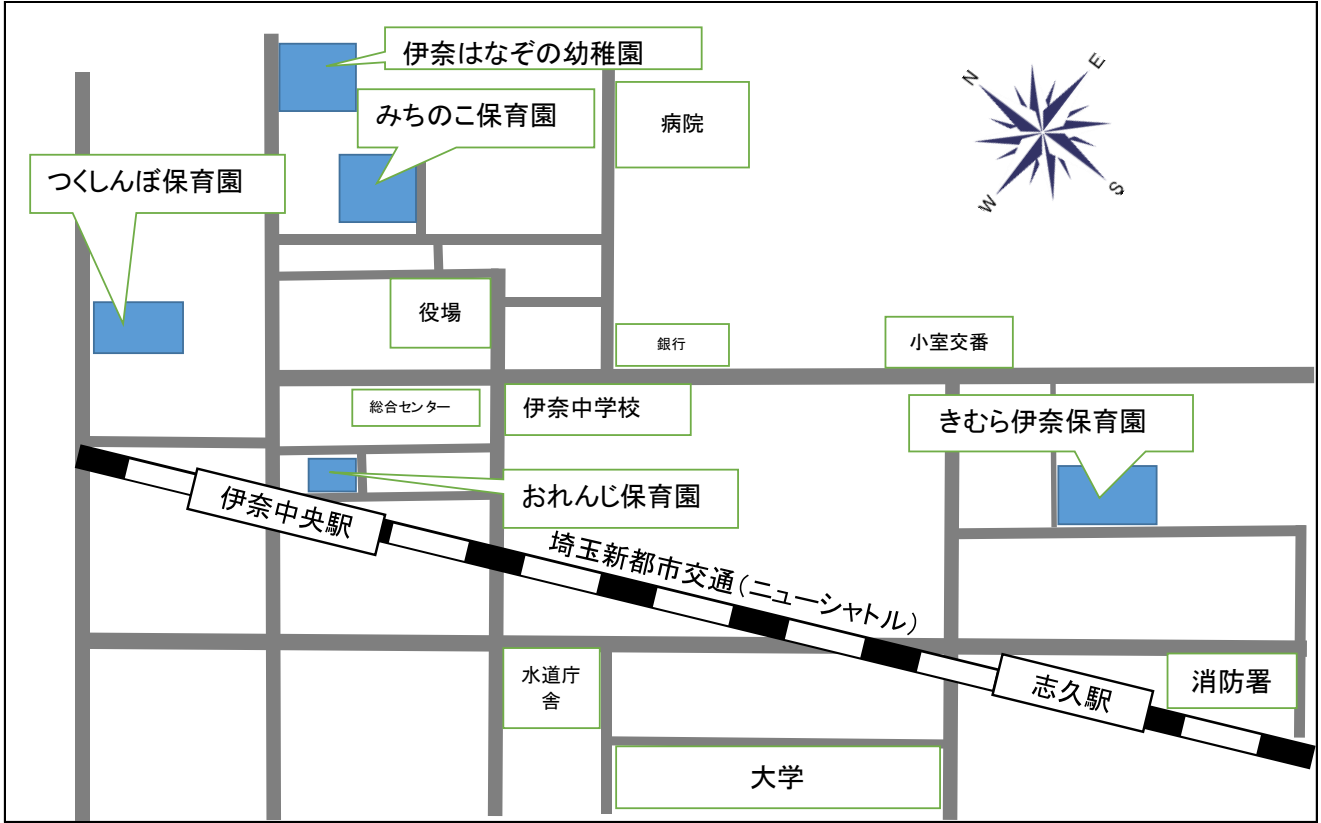 伊奈はなぞの幼稚園
みちのこ保育園
病院
N
E
W
S
つくしんぼ保育園
役場
銀行
小室交番
総合センター
伊奈中学校
きむら伊奈保育園
おれんじ保育園
伊奈中央駅
埼玉新都市交通(ニューシャトル)
水道庁
舎
志久駅
消防署
大学